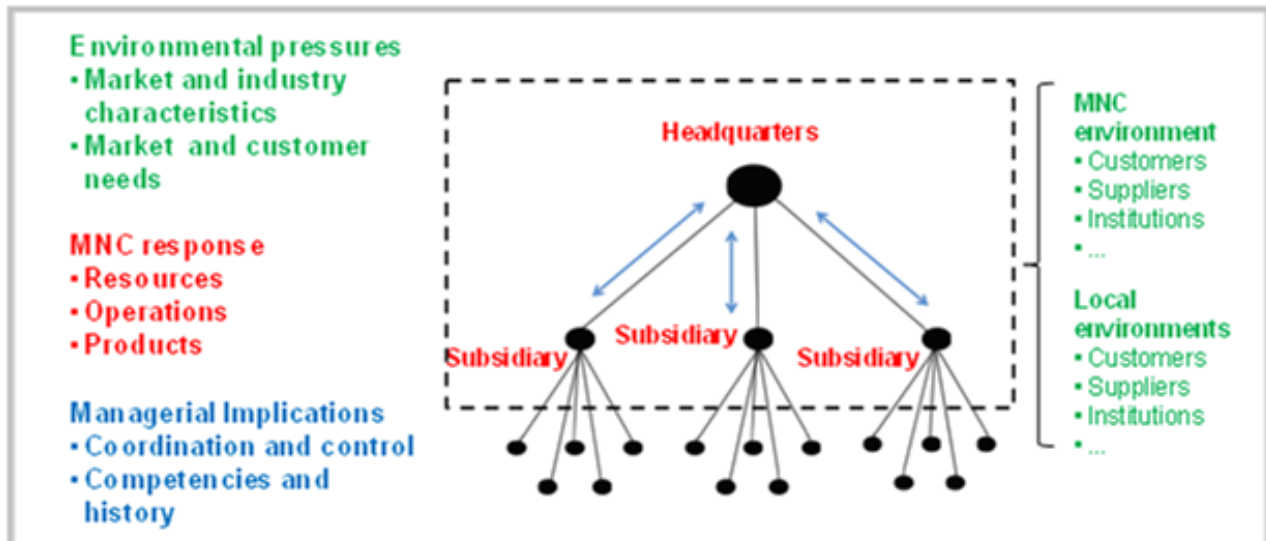 Environmental pressures
▪ Market and industry
characteristics
▪ Market and customer
needs
MNC response
▪ Resources
▪ Operations
▪ Products
Managerial Implications
▪ Coordination and control
▪ Competencies and
history
Headquarters
Subsidiary
Subsidiary
Subsidiary
MNC
environment
▪ Customers
▪ Suppliers
▪ Institutions
▪ ...
Local
environments
▪ Customers
▪ Suppliers
▪ Institutions
▪ ...